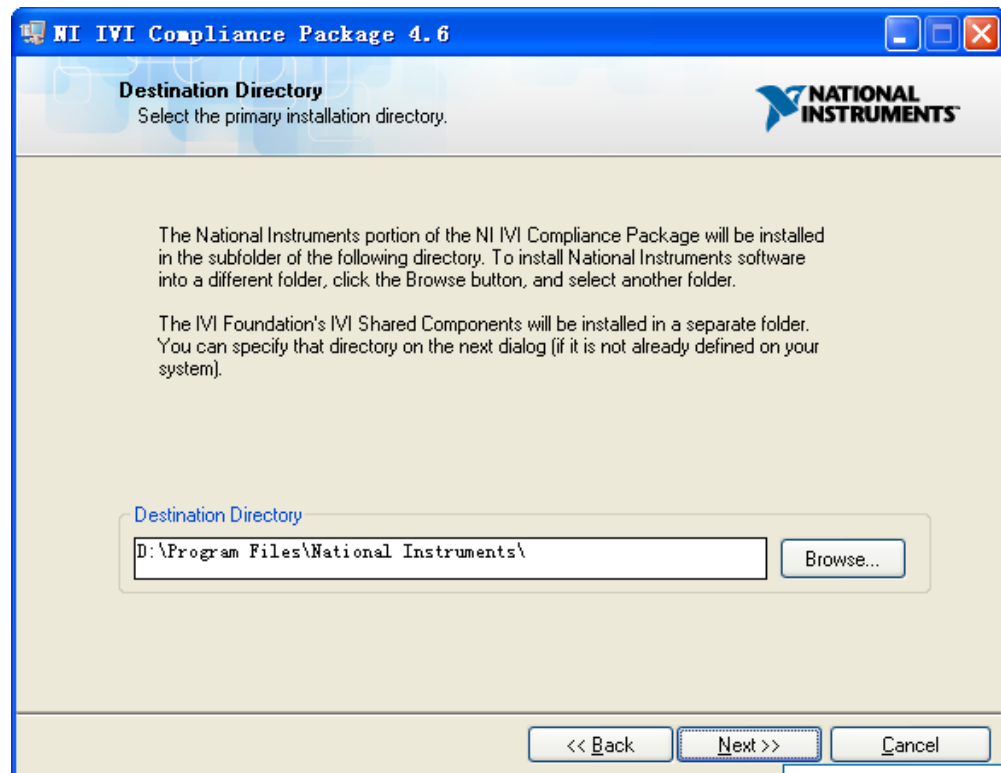 NI IVI Compliance Package 4.6
Destination Directory
Select the primary installation directory.
NATIONAL
INSTRUMENTS™
The National Instruments portion of the NI IVI Compliance Package will be installed
in the subfolder of the following directory. To install National Instruments software
into a different folder, click the Browse button, and select another folder.
The IVI Foundation's IVI Shared Components will be installed in a separate folder.
You can specify that directory on the next dialog (if it is not already defined on your
system).
Destination Directory
D:\Program Files\National Instruments\
Browse...
<< Back
Next >>
Cancel